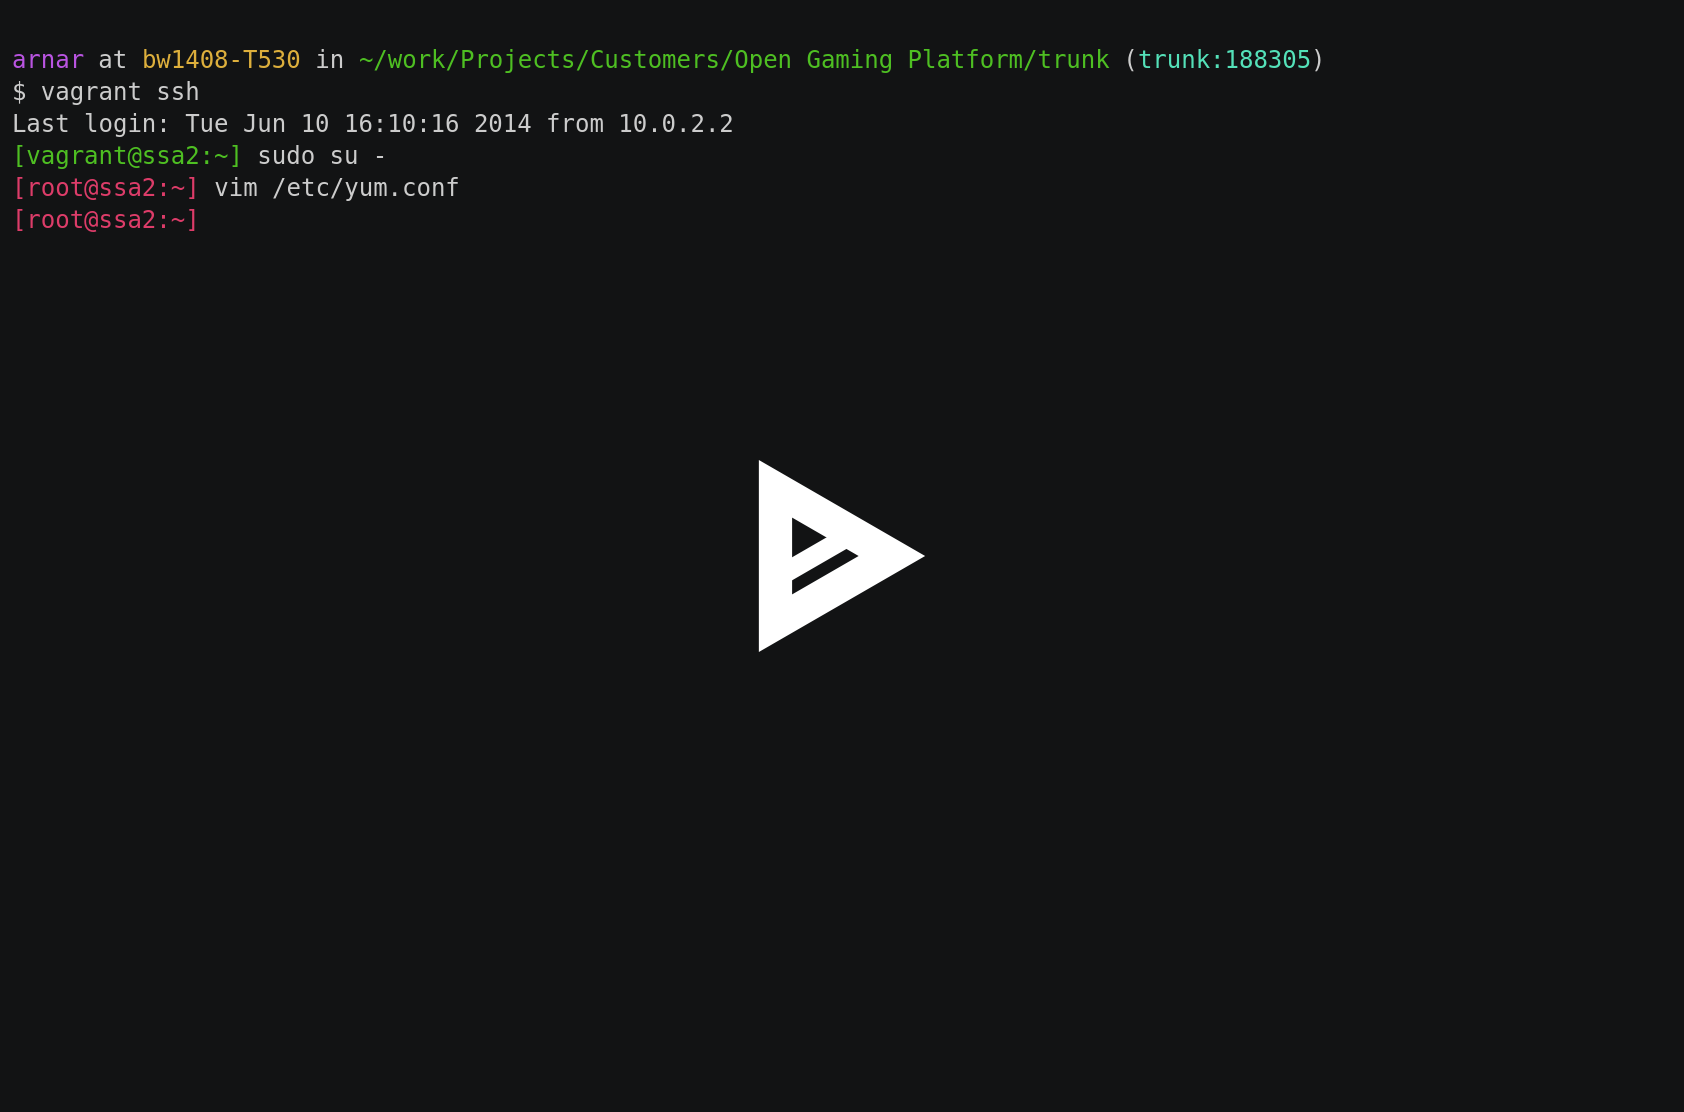 arnar at bw1408-T530 in ~/work/Projects/Customers/Open Gaming Platform/trunk (trunk:188305)
$ vagrant ssh
Last login: Tue Jun 10 16:10:16 2014 from 10.0.2.2
[vagrant@ssa2:~] sudo su -
[root@ssa2:~] vim /etc/yum.conf
[root@ssa2:~]